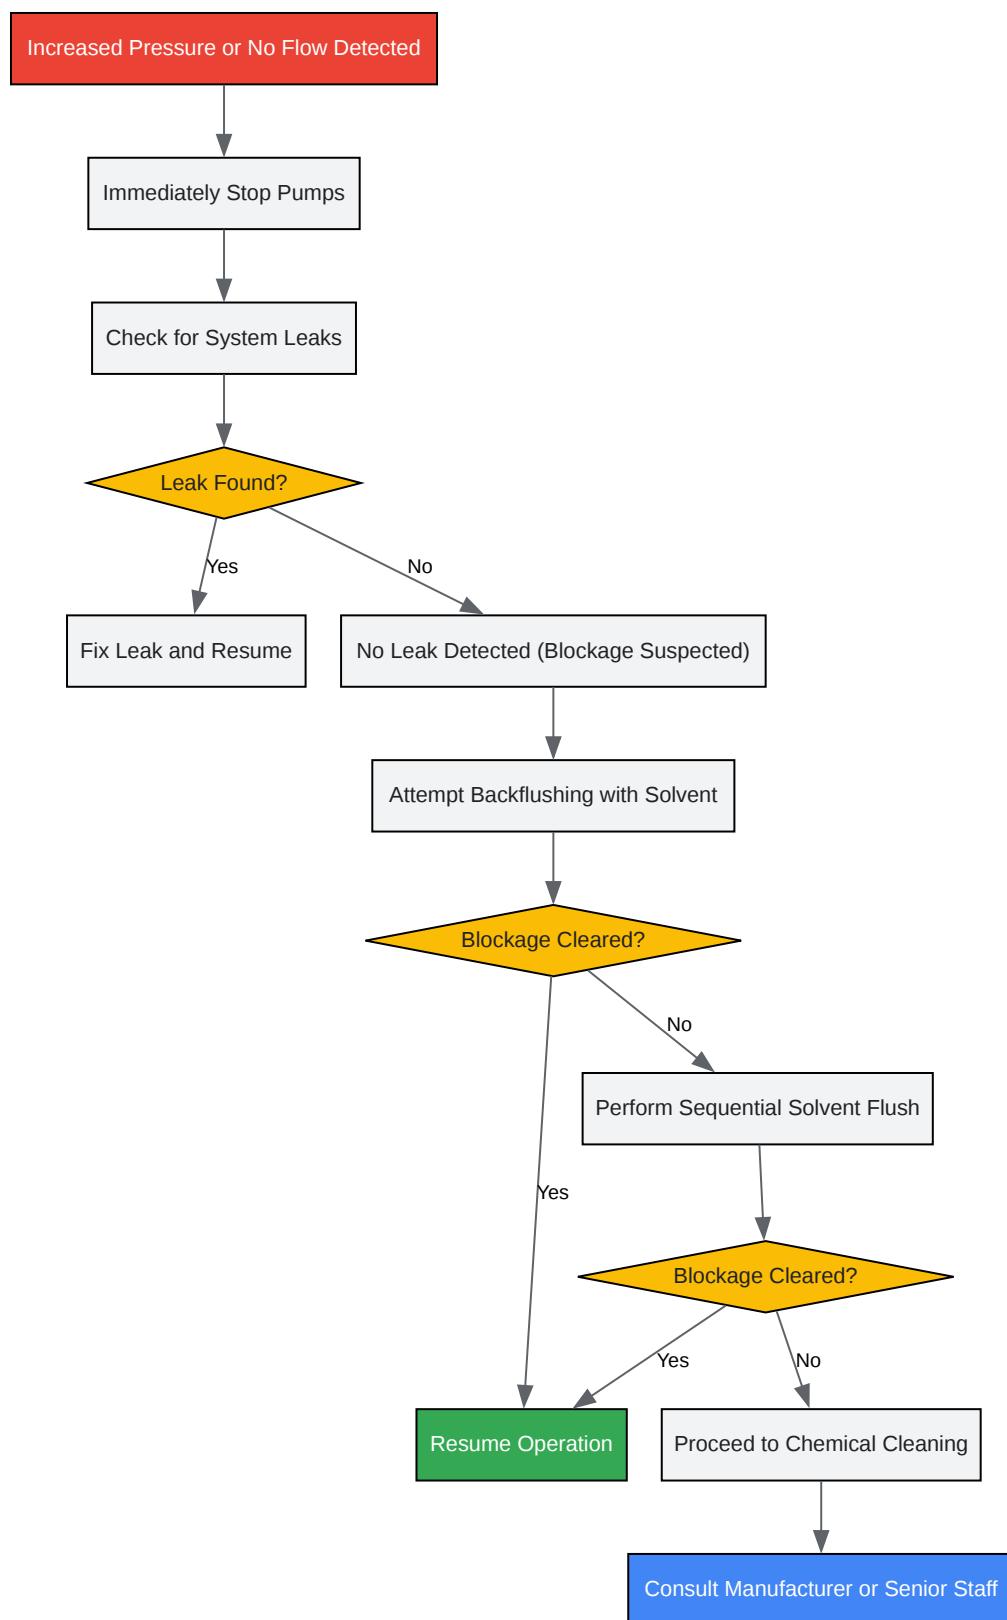 Increased Pressure or No Flow Detected
Immediately Stop Pumps
Check for System Leaks
Leak Found?
Yes
No
Fix Leak and Resume
No Leak Detected (Blockage Suspected)
Attempt Backflushing with Solvent
Blockage Cleared?
No
Perform Sequential Solvent Flush
Yes
Blockage Cleared?
Yes
No
Resume Operation
Proceed to Chemical Cleaning
Consult Manufacturer or Senior Staff